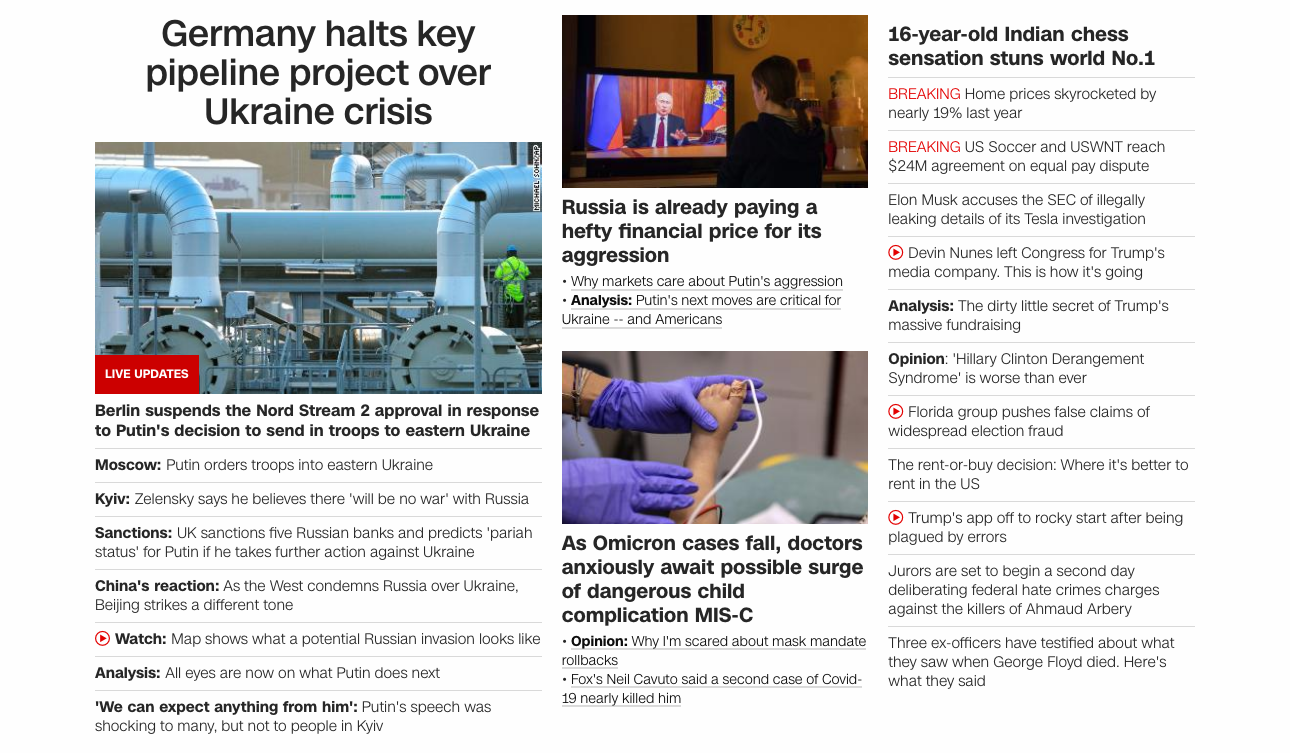 Germany halts key
pipeline project over
Ukraine crisis
MICHAEL SOHN/AP
LIVE UPDATES
Berlin suspends the Nord Stream 2 approval in response
to Putin's decision to send in troops to eastern Ukraine
Moscow: Putin orders troops into eastern Ukraine
Kyiv: Zelensky says he believes there 'will be no war' with Russia
Sanctions: UK sanctions five Russian banks and predicts 'pariah
status' for Putin if he takes further action against Ukraine
China's reaction: As the West condemns Russia over Ukraine,
Beijing strikes a different tone
Watch: Map shows what a potential Russian invasion looks like
Analysis: All eyes are now on what Putin does next
'We can expect anything from him': Putin's speech was
shocking to many, but not to people in Kyiv
Russia is already paying a
hefty financial price for its
aggression
• Why markets care about Putin's aggression
• Analysis: Putin's next moves are critical for
Ukraine -- and Americans
As Omicron cases fall, doctors
anxiously await possible surge
of dangerous child
complication MIS-C
• Opinion: Why I'm scared about mask mandate
rollbacks
• Fox's Neil Cavuto said a second case of Covid-
19 nearly killed him
16-year-old Indian chess
sensation stuns world No.1
BREAKING Home prices skyrocketed by
nearly 19% last year
BREAKING US Soccer and USWNT reach
$24M agreement on equal pay dispute
Elon Musk accuses the SEC of illegally
leaking details of its Tesla investigation
Devin Nunes left Congress for Trump's
media company. This is how it's going
Analysis: The dirty little secret of Trump's
massive fundraising
Opinion: 'Hillary Clinton Derangement
Syndrome' is worse than ever
Florida group pushes false claims of
widespread election fraud
The rent-or-buy decision: Where it's better to
rent in the US
Trump's app off to rocky start after being
plagued by errors
Jurors are set to begin a second day
deliberating federal hate crimes charges
against the killers of Ahmaud Arbery
Three ex-officers have testified about what
they saw when George Floyd died. Here's
what they said